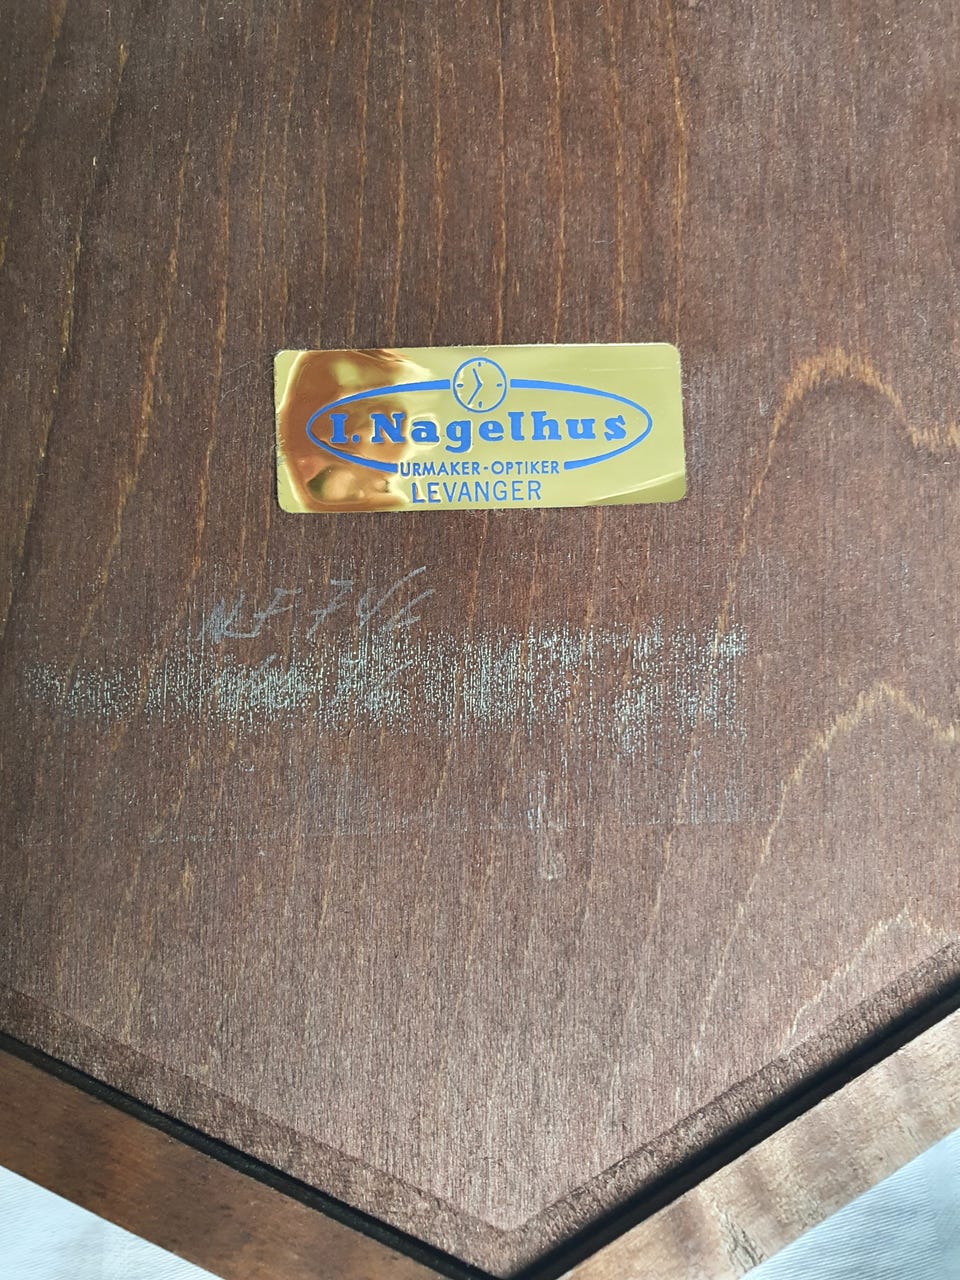 I. Nagelhus
URMAKER-OPTIKER
LEVANGER